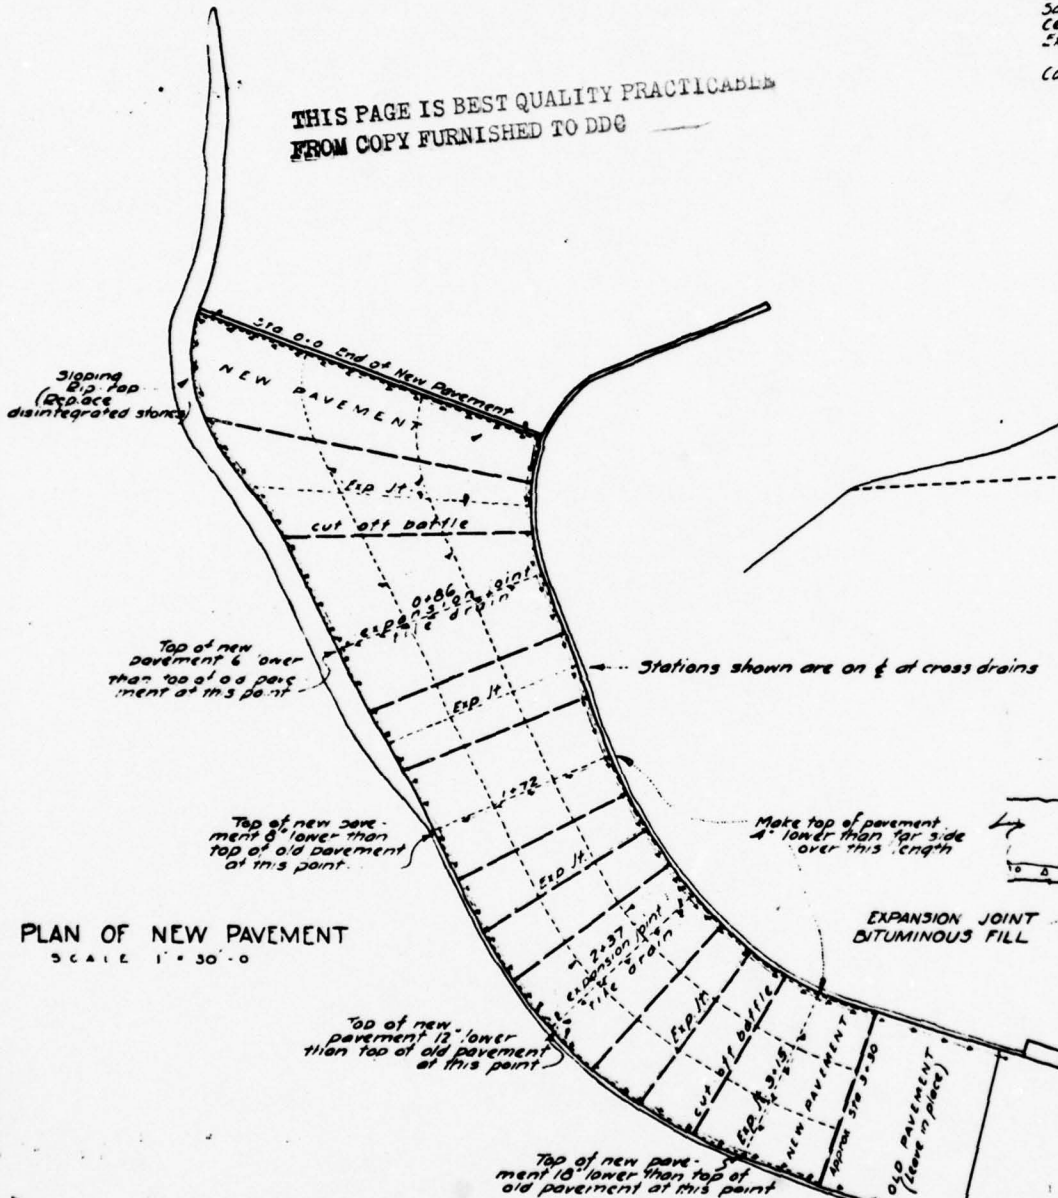 THIS PAGE IS BEST QUALITY PRACTICABLE
FROM COPY FURNISHED TO DDC
Sta 0.0 End of New Pavement
NEW PAVEMENT
Sloping
Rip-rap
(Replace
disintegrated stones)
Exp Jt.
cut off baffle
0+86
expansion joint
tile drain
Top of new
pavement 6" lower
than top of old pave
ment at this point
Stations shown are on ℄ at cross drains
Exp Jt.
1+72
Top of new pave-
ment 8" lower than
top of old pavement
at this point.
Make top of pavement
4" lower than far side
over this length
Exp Jt.
EXPANSION JOINT
BITUMINOUS FILL
PLAN OF NEW PAVEMENT
SCALE 1" = 30'-0
2+37
expansion joint
tile drain
Top of new
pavement 12" lower
than top of old pavement
at this point
Exp Jt.
cut off baffle
Exp Jt. 3+15
NEW PAVEMENT
Approx Sta 3+30
OLD PAVEMENT
(Leave in place)
Top of new pave-
ment 18" lower than top of
old pavement at this point